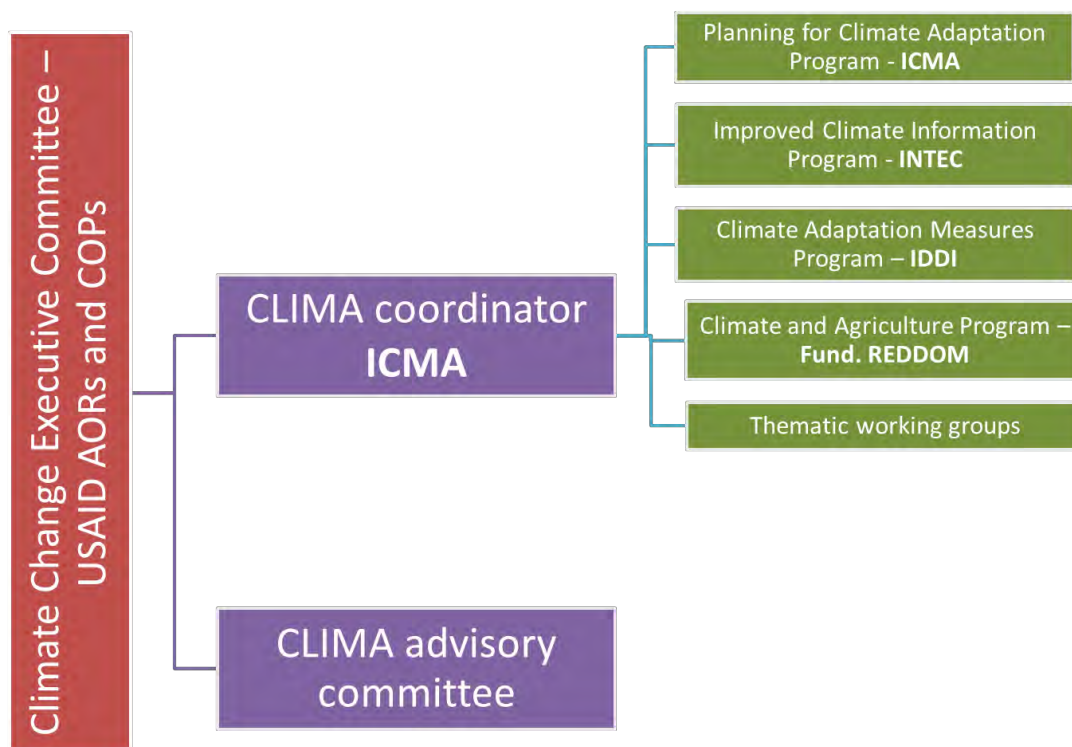 Climate Change Executive Committee –
USAID AORs and COPs
CLIMA coordinator
ICMA
CLIMA advisory
committee
Planning for Climate Adaptation
Program - ICMA
Improved Climate Information
Program - INTEC
Climate Adaptation Measures
Program – IDDI
Climate and Agriculture Program –
Fund. REDDOM
Thematic working groups